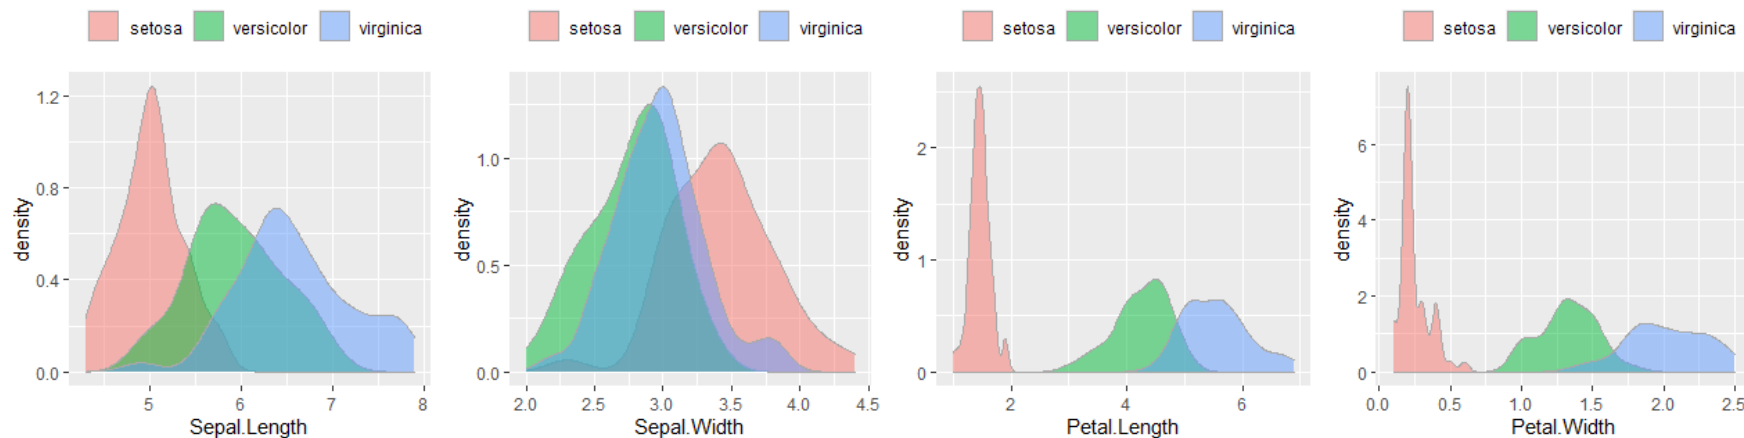 setosa versicolor virginica
density
1.2
0.8
0.4
0.0
5 6 7 8
Sepal.Length
setosa versicolor virginica
density
1.0
0.5
0.0
2.0 2.5 3.0 3.5 4.0 4.5
Sepal.Width
setosa versicolor virginica
density
2
1
0
2 4 6
Petal.Length
setosa versicolor virginica
density
6
4
2
0
0.0 0.5 1.0 1.5 2.0 2.5
Petal.Width